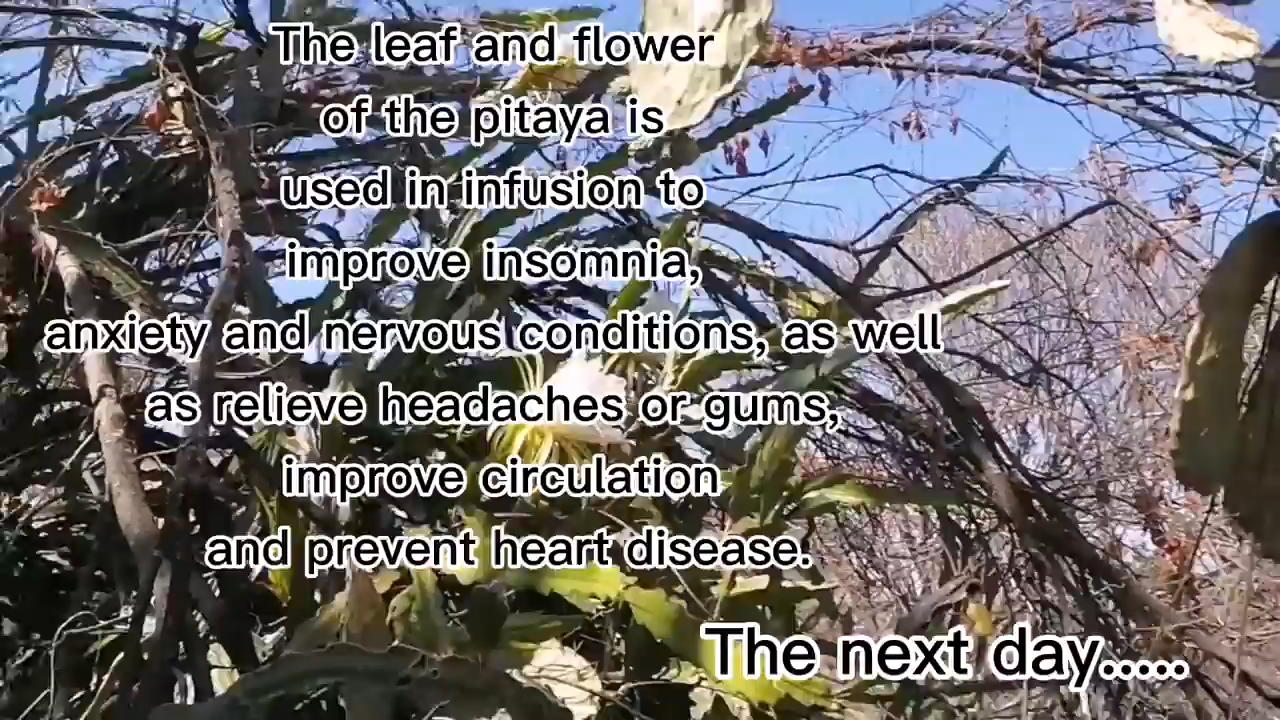 The leaf and flower
of the pitaya is
used in infusion to
improve insomnia,
anxiety and nervous conditions, as well
as relieve headaches or gums,
improve circulation
and prevent heart disease.
The next day.....